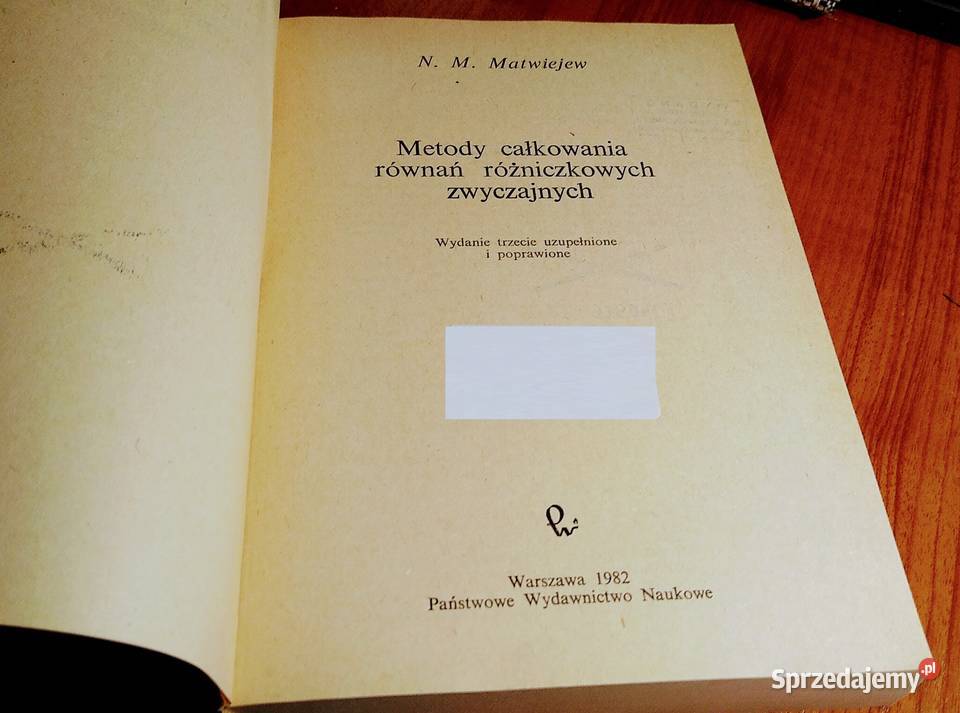 N. M. Matwiejew
Metody całkowania
równań różniczkowych
zwyczajnych
Wydanie trzecie uzupełnione
i poprawione
Warszawa 1982
Państwowe Wydawnictwo Naukowe
Sprzedajemy.pl